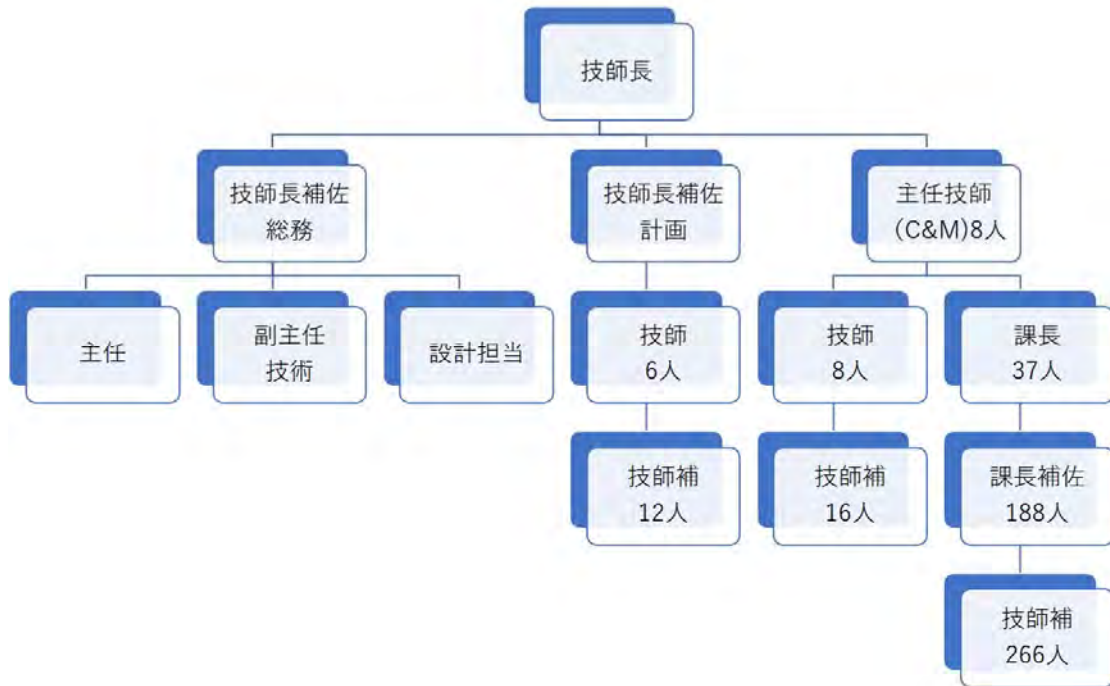 技師長
技師長補佐
総務
技師長補佐
計画
主任技師
(C&M)8人
主任
副主任
技術
設計担当
技師
6人
技師
8人
課長
37人
技師補
12人
技師補
16人
課長補佐
188人
技師補
266人